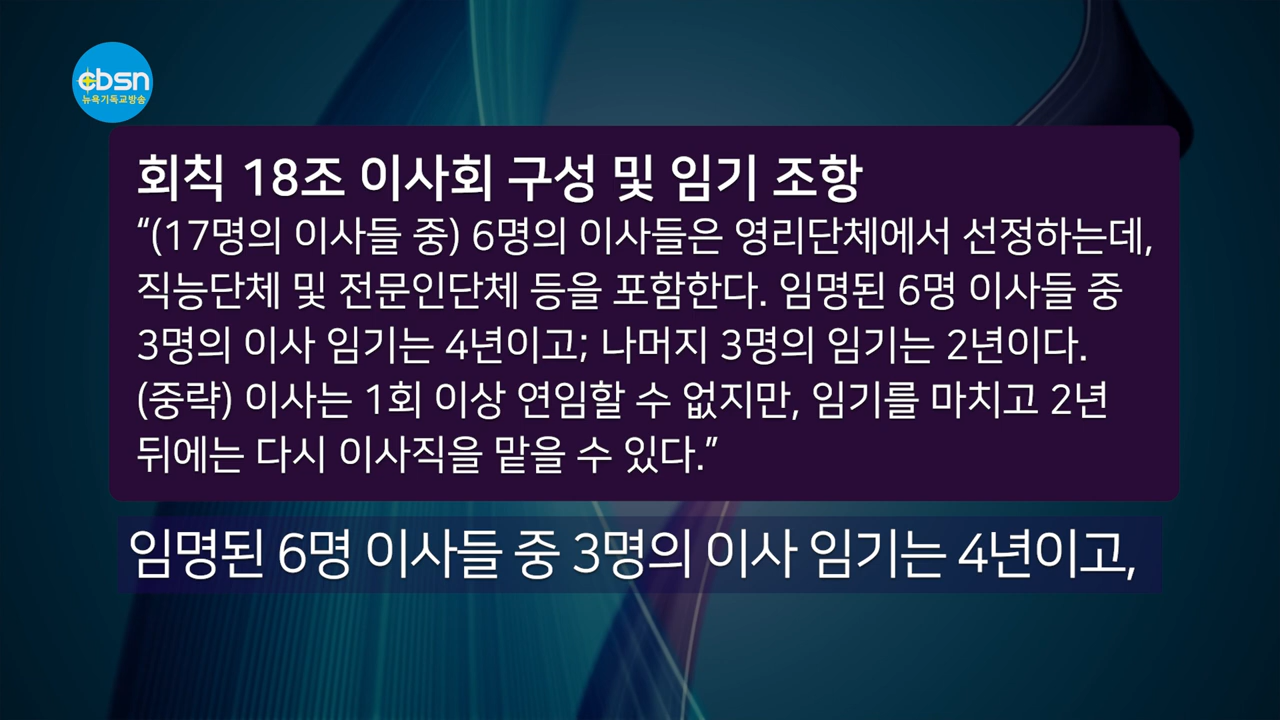 cbsn
뉴욕기독교방송
회칙 18조 이사회 구성 및 임기 조항
“(17명의 이사들 중) 6명의 이사들은 영리단체에서 선정하는데,
직능단체 및 전문인단체 등을 포함한다. 임명된 6명 이사들 중
3명의 이사 임기는 4년이고; 나머지 3명의 임기는 2년이다.
(중략) 이사는 1회 이상 연임할 수 없지만, 임기를 마치고 2년
뒤에는 다시 이사직을 맡을 수 있다.”
임명된 6명 이사들 중 3명의 이사 임기는 4년이고,